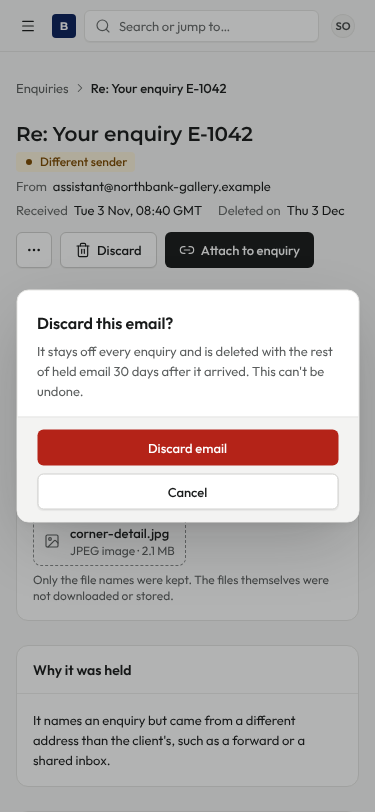 B
Search or jump to...
SO
Enquiries
Re: Your enquiry E-1042
Re: Your enquiry E-1042
Different sender
From assistant@northbank-gallery.example
Received Tue 3 Nov, 08:40 GMT Deleted on Thu 3 Dec
Discard
Attach to enquiry
Discard this email?
It stays off every enquiry and is deleted with the rest
of held email 30 days after it arrived. This can't be
undone.
Discard email
Cancel
corner-detail.jpg
JPEG image · 2.1 MB
Only the file names were kept. The files themselves were
not downloaded or stored.
Why it was held
It names an enquiry but came from a different
address than the client's, such as a forward or a
shared inbox.